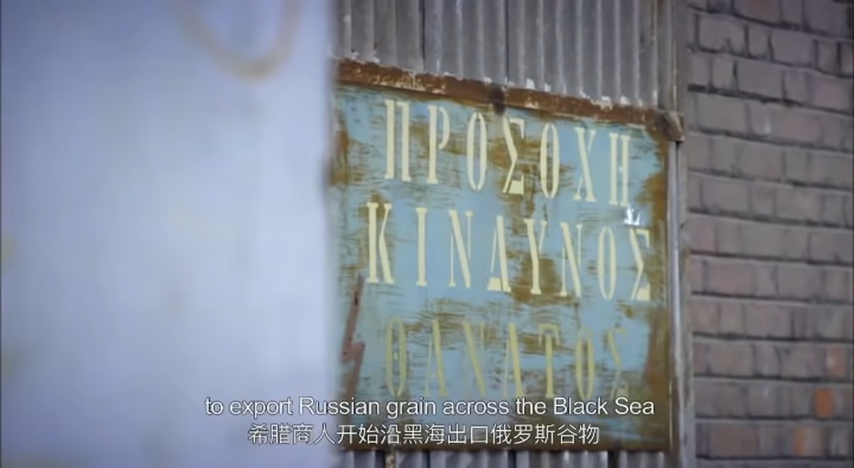 ΠΡΟΣΟΧΗ
ΚΙΝΔΥΝΟΣ
ΘΑΝΑΤΟΣ
to export Russian grain across the Black Sea
希腊商人开始沿黑海出口俄罗斯谷物